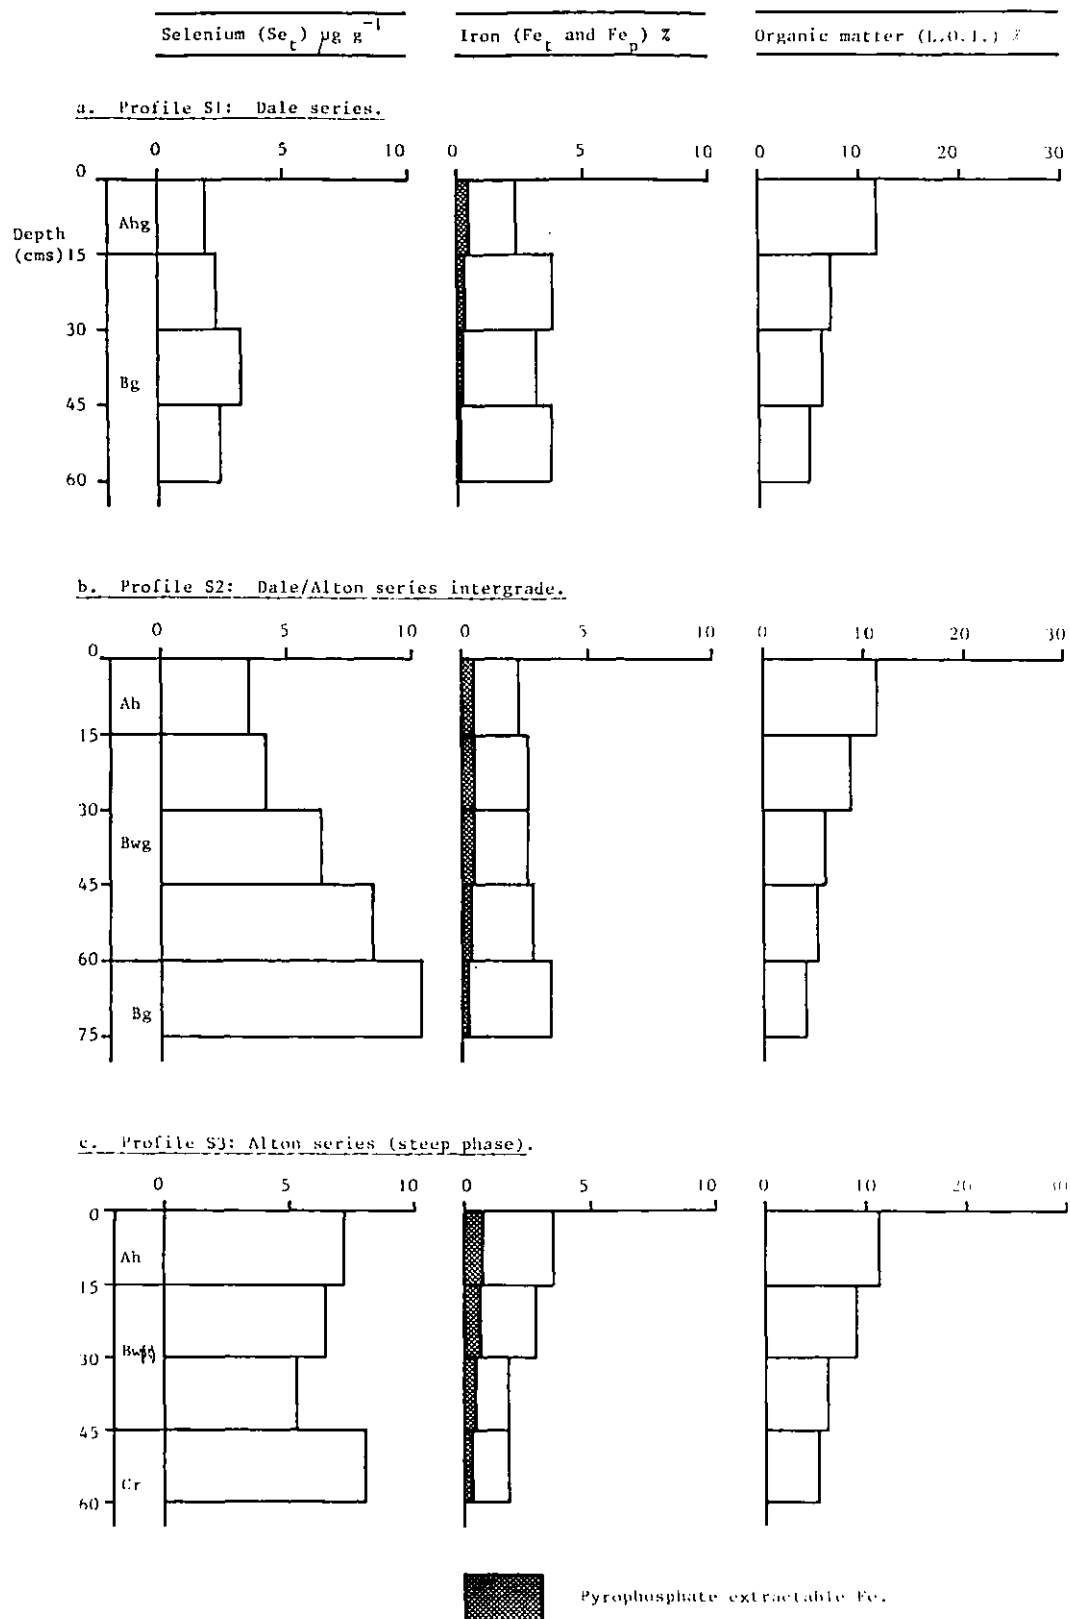 Selenium (Se_t) µg g⁻¹
Iron (Fe_t and Fe_p) %
Organic matter (L.O.I.) %
a. Profile S1: Dale series.
0 5 10
0 5 10
0 10 20 30
Depth
(cms)
0
15
30
45
60
Ahg
Bg
b. Profile S2: Dale/Alton series intergrade.
0 5 10
0 5 10
0 10 20 30
0
15
30
45
60
75
Ah
Bwg
Bg
c. Profile S3: Alton series (steep phase).
0 5 10
0 5 10
0 10 20 30
0
15
30
45
60
Ah
Cr
Pyrophosphate extractable Fe.